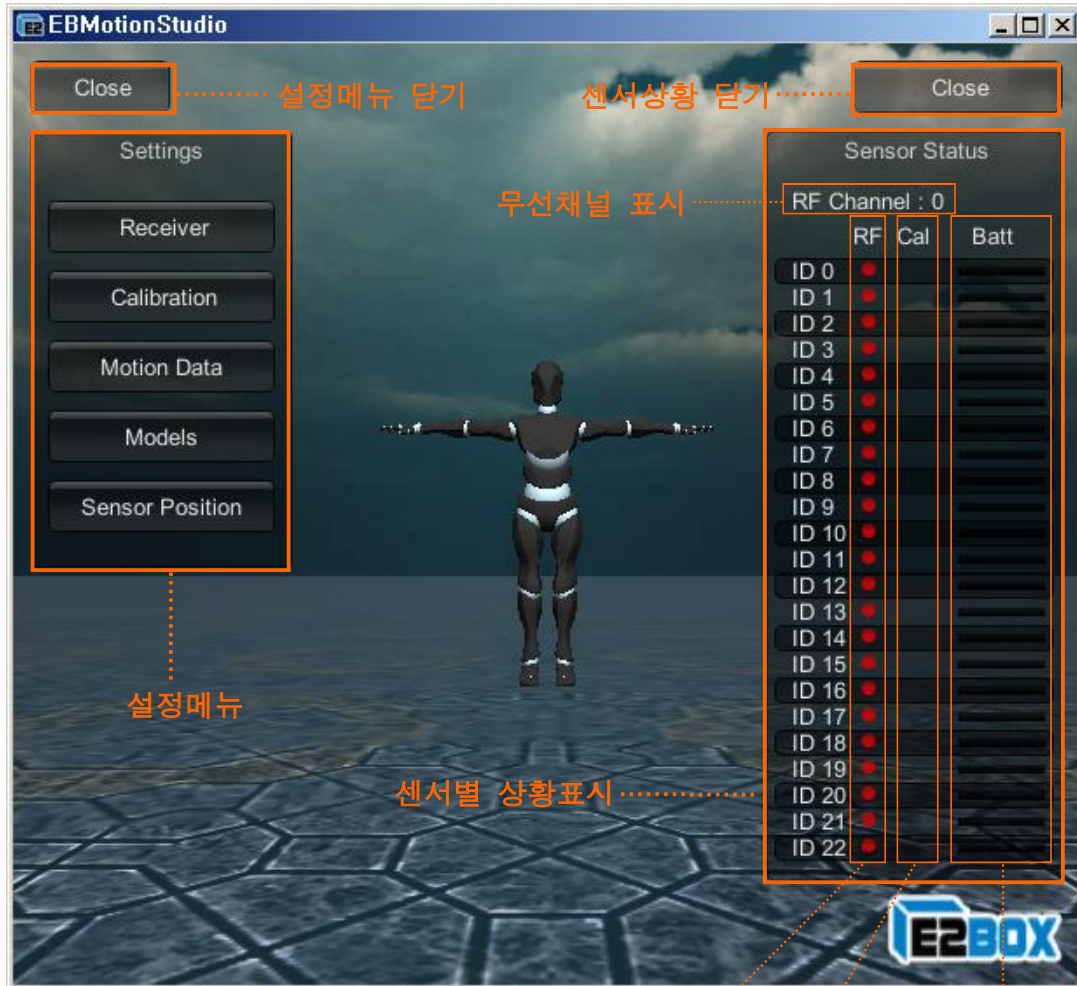 EBMotionStudio
Close
설정메뉴 닫기
센서상황 닫기
Close
Settings
Receiver
Calibration
Motion Data
Models
Sensor Position
설정메뉴
Sensor Status
무선채널 표시
RF Channel : 0
RF Cal Batt
ID 0
ID 1
ID 2
ID 3
ID 4
ID 5
ID 6
ID 7
ID 8
ID 9
ID 10
ID 11
ID 12
ID 13
ID 14
ID 15
ID 16
ID 17
ID 18
ID 19
ID 20
ID 21
ID 22
센서별 상황표시
E2BOX